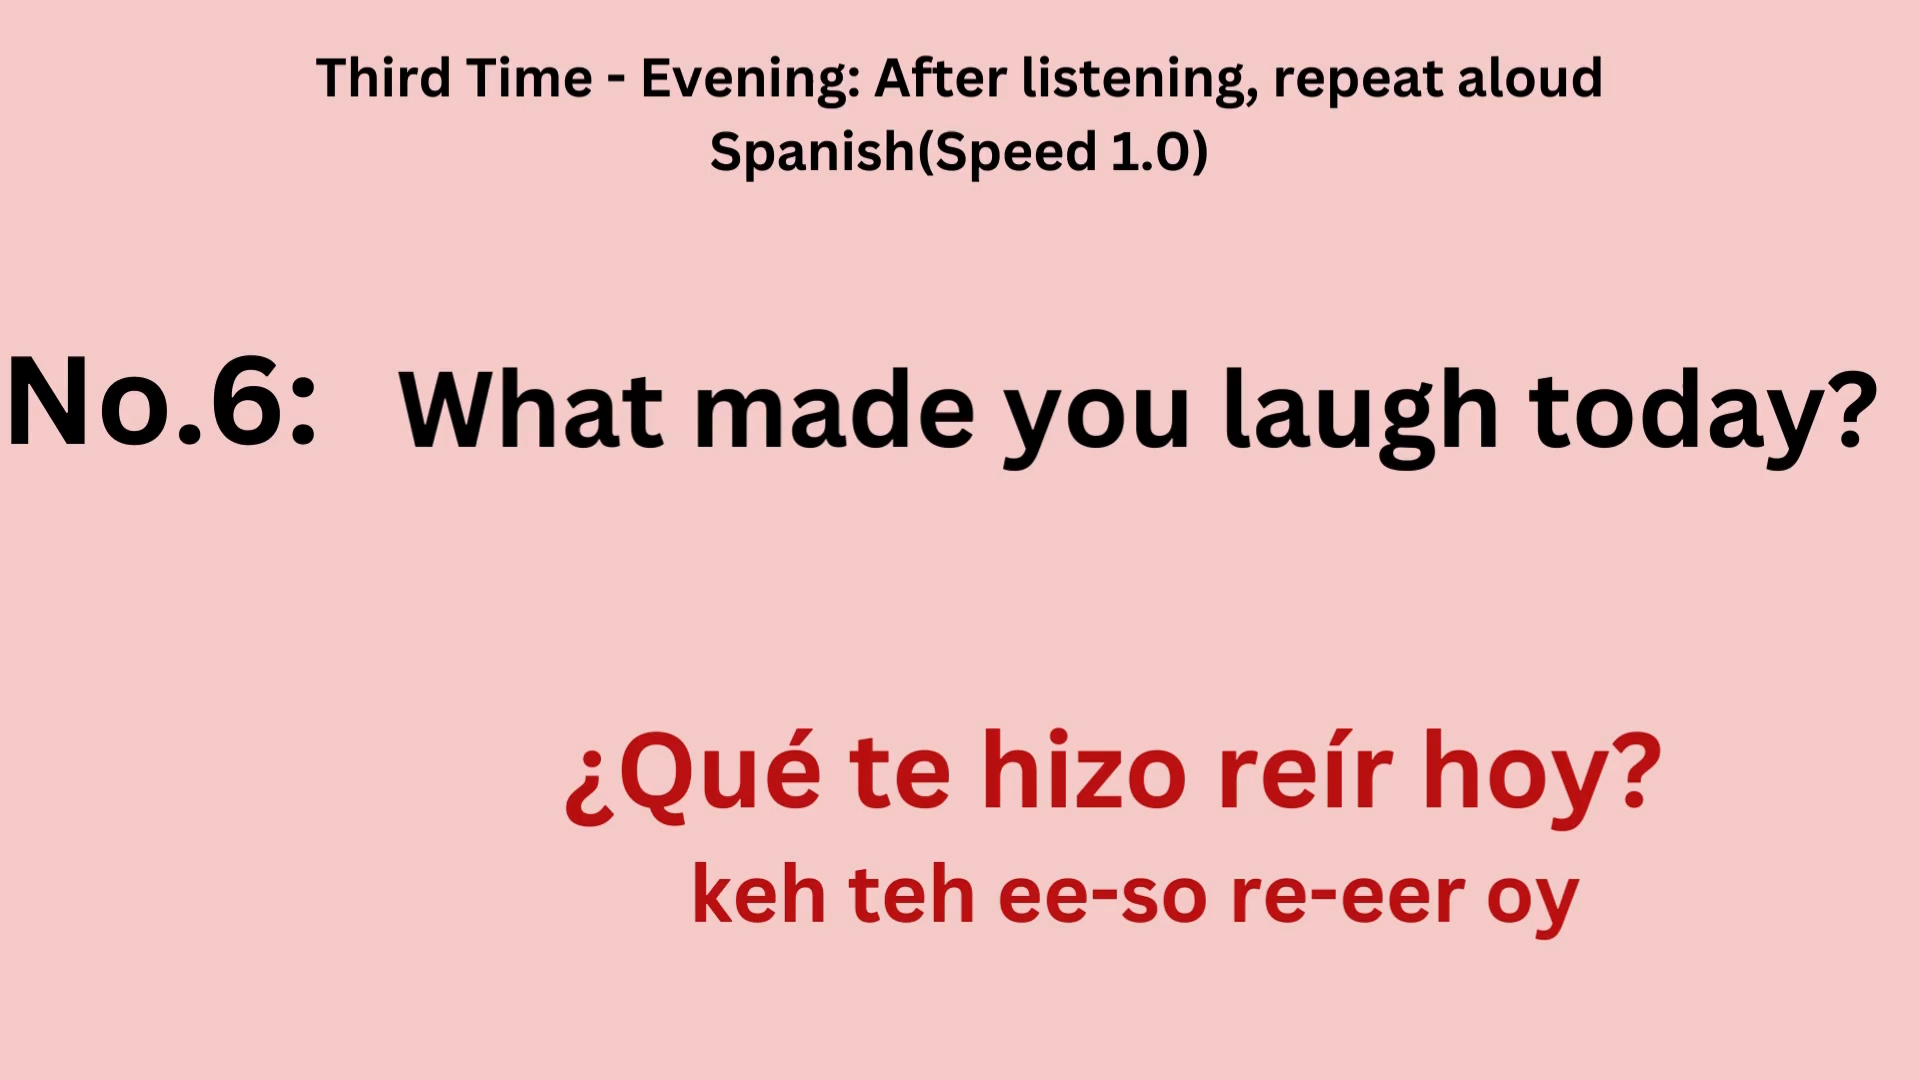 Third Time - Evening: After listening, repeat aloud
Spanish(Speed 1.0)
No.6: What made you laugh today?
¿Qué te hizo reír hoy?
keh teh ee-so re-eer oy